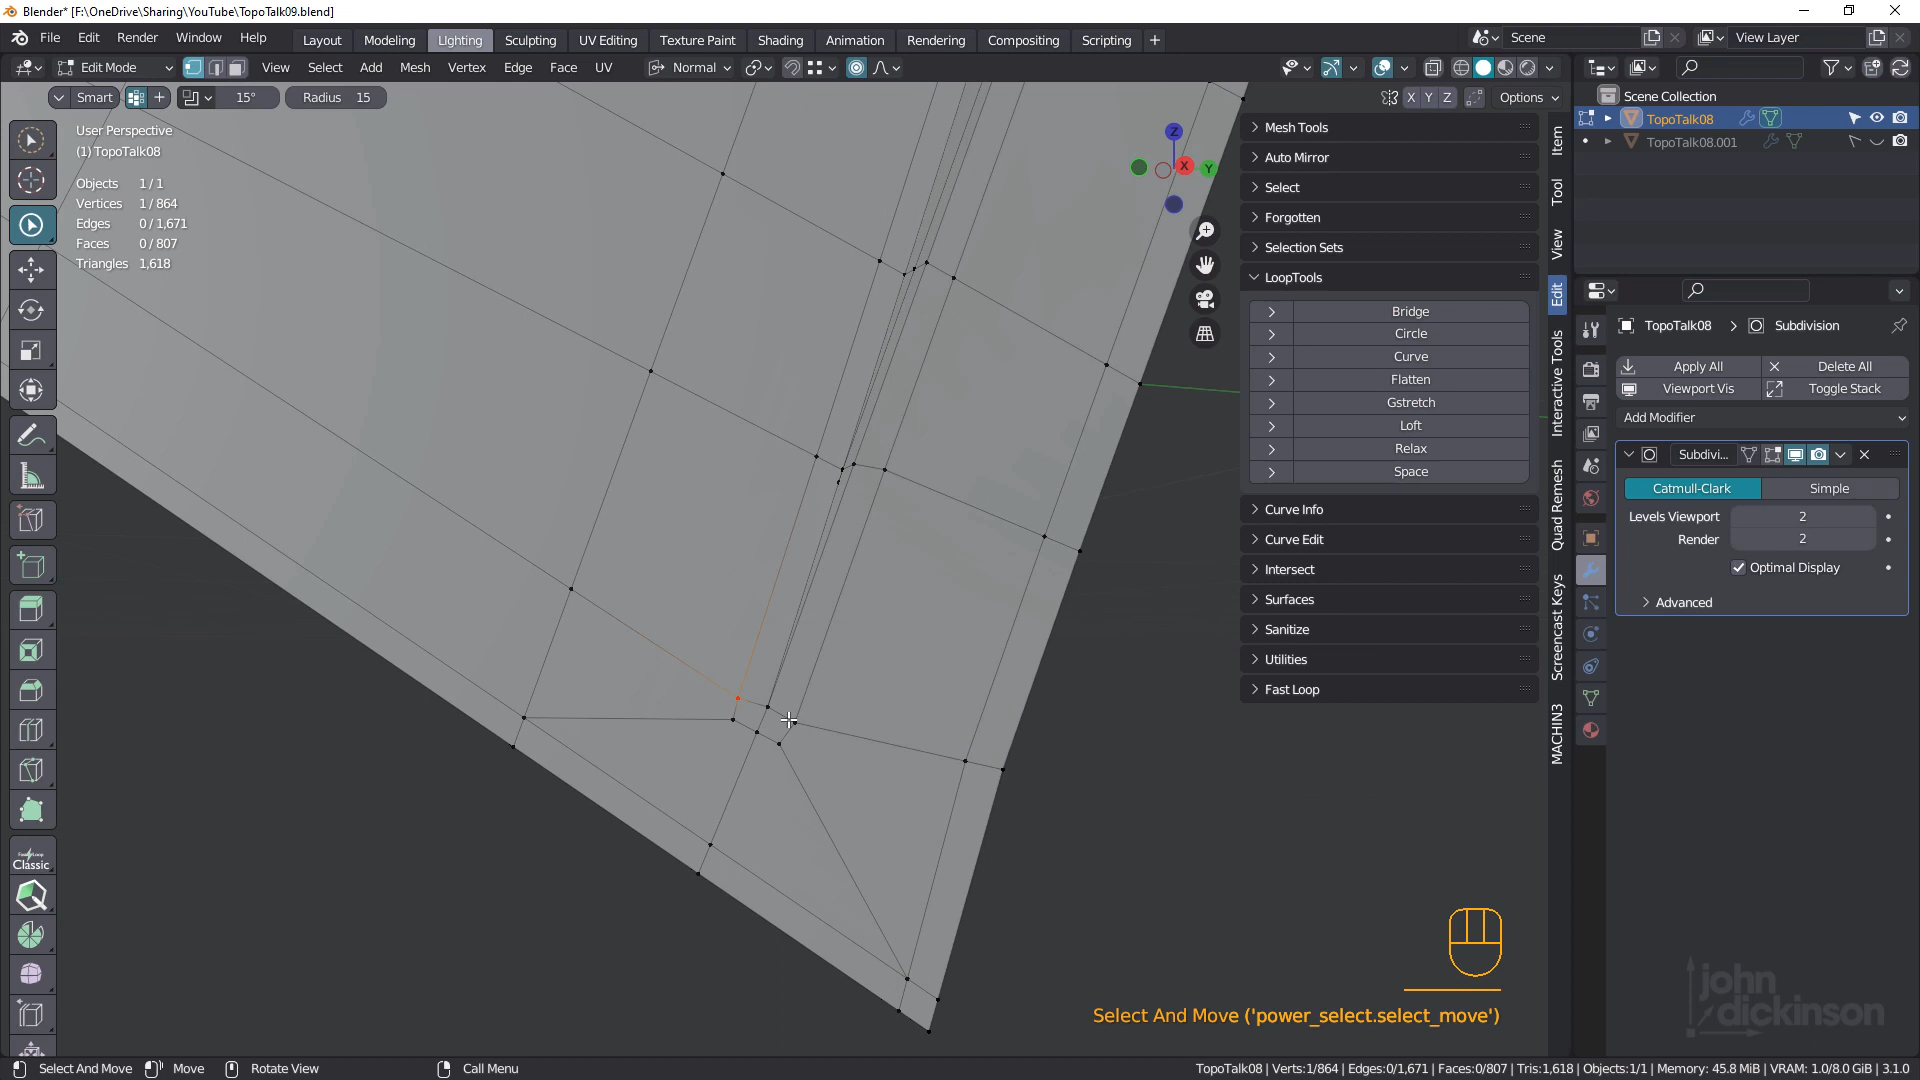 Blender* [F:\OneDrive\Sharing\YouTube\TopoTalk09.blend]
File Edit Render Window Help Layout Modeling Lighting Sculpting UV Editing Texture Paint Shading Animation Rendering Compositing Scripting + Scene View Layer
Edit Mode View Select Add Mesh Vertex Edge Face UV Normal
Smart 15° Radius 15 X Y Z Options
User Perspective
(1) TopoTalk08
Objects 1/1
Vertices 1/864
Edges 0/1,671
Faces 0/807
Triangles 1,618
Classic
Z
X
Y
Mesh Tools
Auto Mirror
Select
Forgotten
Selection Sets
LoopTools
Bridge
Circle
Curve
Flatten
Gstretch
Loft
Relax
Space
Curve Info
Curve Edit
Intersect
Surfaces
Sanitize
Utilities
Fast Loop
Item
Tool
View
Edit
Interactive Tools
Quad Remesh
Screencast Keys
MACHIN3
Scene Collection
TopoTalk08
TopoTalk08.001
TopoTalk08 > Subdivision
Apply All Delete All
Viewport Vis Toggle Stack
Add Modifier
Subdivi...
Catmull-Clark Simple
Levels Viewport 2
Render 2
Optimal Display
Advanced
Select And Move ('power_select.select_move')
john
dickinson
Select And Move Move Rotate View Call Menu TopoTalk08 | Verts:1/864 | Edges:0/1,671 | Faces:0/807 | Tris:1,618 | Objects:1/1 | Memory: 45.8 MiB | VRAM: 1.0/8.0 GiB | 3.1.0